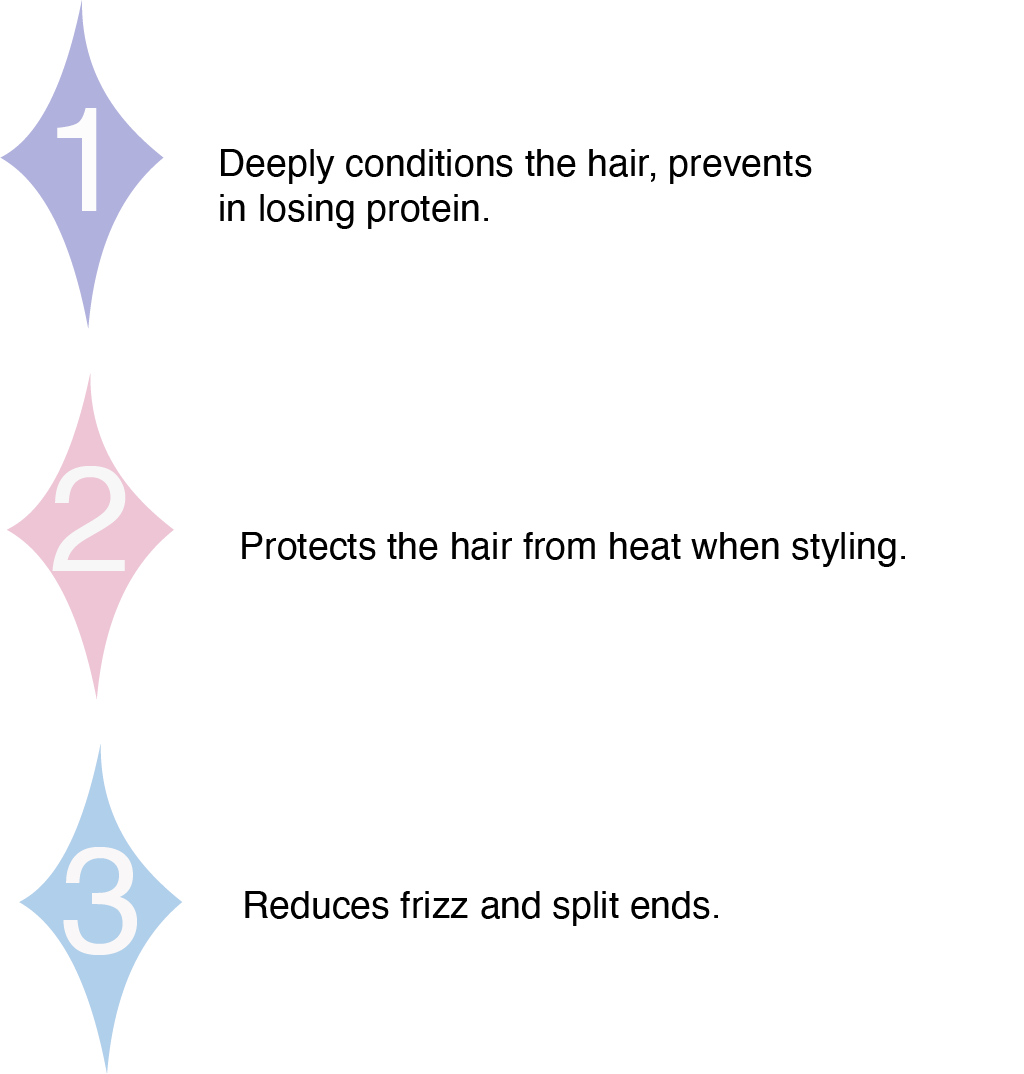 1
Deeply conditions the hair, prevents
in losing protein.
2
Protects the hair from heat when styling.
3
Reduces frizz and split ends.